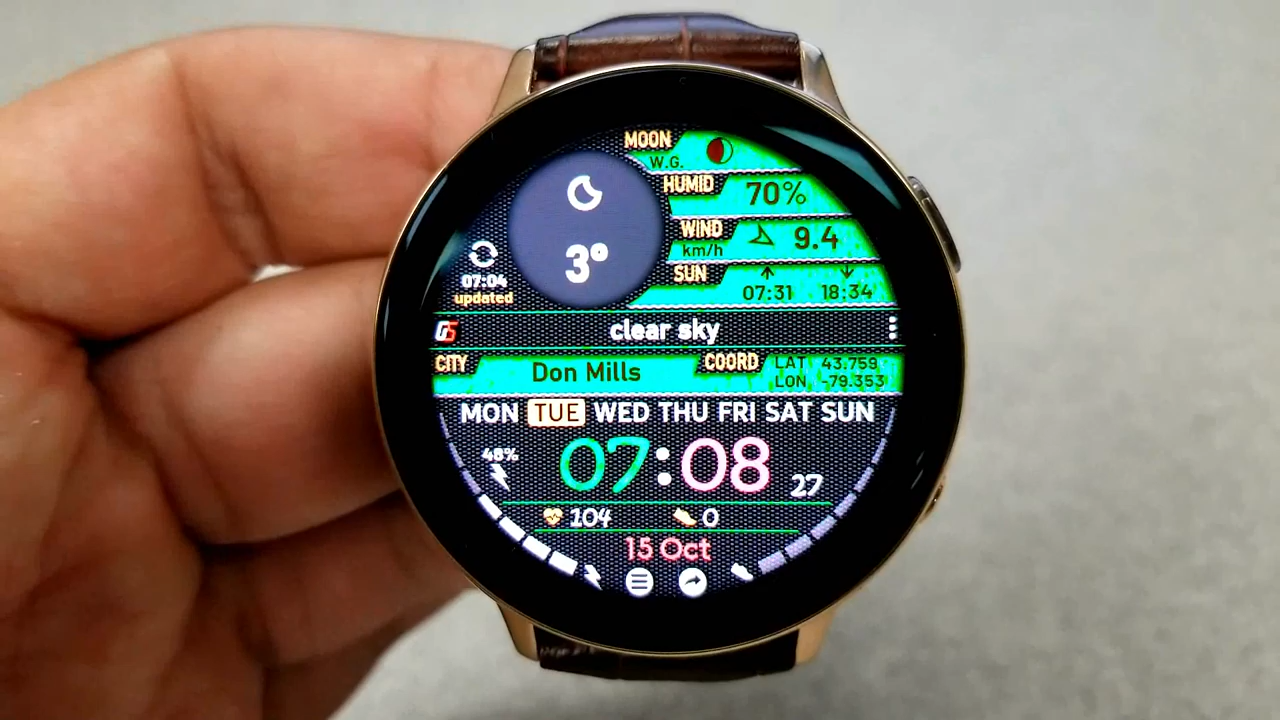 MOON
W.G.
HUMID 70%
WIND
km/h 9.4
3°
SUN
07:04 07:31 18:34
updated
G5 clear sky
CITY Don Mills COORD LAT 43.759
LON -79.353
MON TUE WED THU FRI SAT SUN
48% 07:08 27
104 0
15 Oct